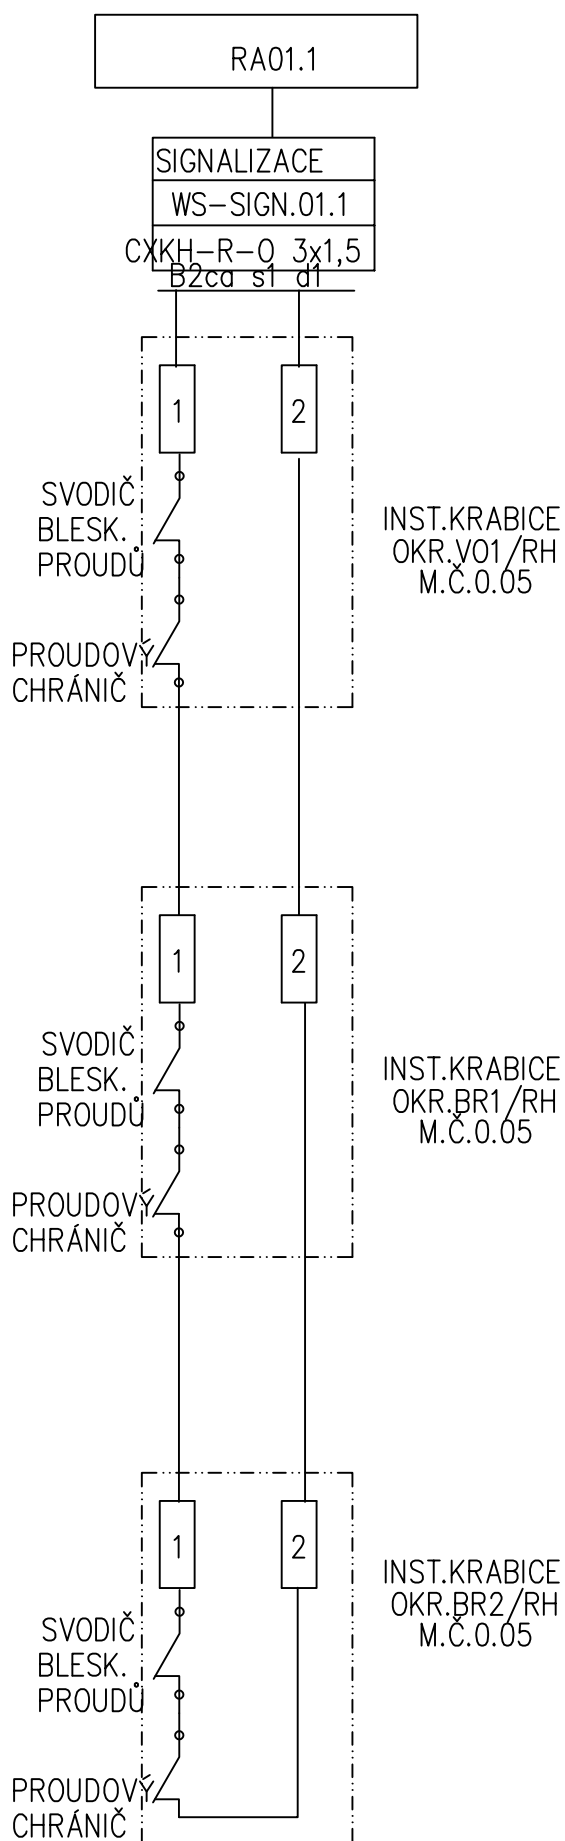 RA01.1
SIGNALIZACE
WS-SIGN.01.1
CXKH-R-O 3x1,5
B2ca s1 d1
1
2
SVODIČ
BLESK.
PROUDŮ
INST.KRABICE
OKR.VO1/RH
M.Č.0.05
PROUDOVÝ
CHRÁNIČ
1
2
SVODIČ
BLESK.
PROUDŮ
INST.KRABICE
OKR.BR1/RH
M.Č.0.05
PROUDOVÝ
CHRÁNIČ
1
2
INST.KRABICE
OKR.BR2/RH
M.Č.0.05
SVODIČ
BLESK.
PROUDŮ
PROUDOVÝ
CHRÁNIČ